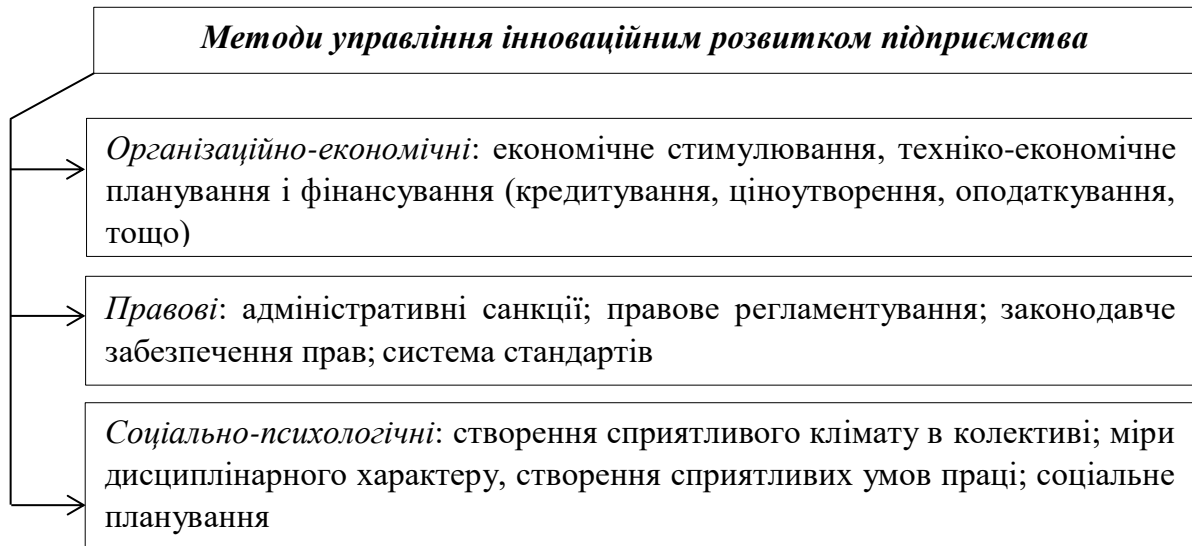 Методи управління інноваційним розвитком підприємства
Організаційно-економічні: економічне стимулювання, техніко-економічне
планування і фінансування (кредитування, ціноутворення, оподаткування,
тощо)
Правові: адміністративні санкції; правове регламентування; законодавче
забезпечення прав; система стандартів
Соціально-психологічні: створення сприятливого клімату в колективі; міри
дисциплінарного характеру, створення сприятливих умов праці; соціальне
планування